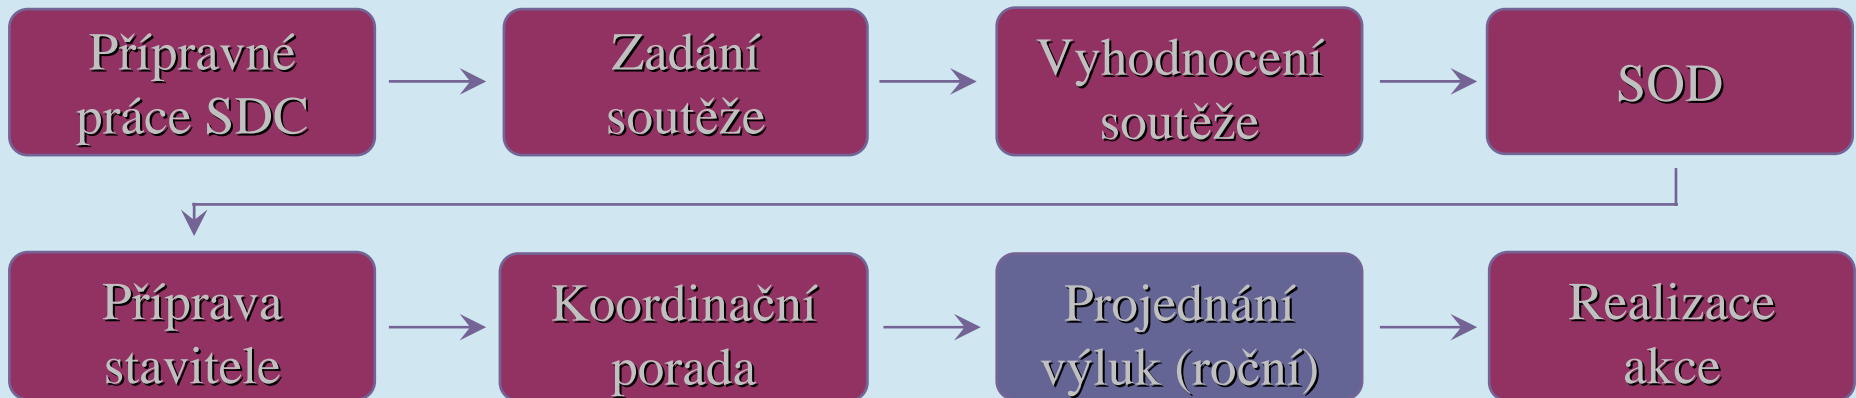 Přípravné
práce SDC
Zadání
soutěže
Vyhodnocení
soutěže
SOD
Příprava
stavitele
Koordinační
porada
Projednání
výluk (roční)
Realizace
akce